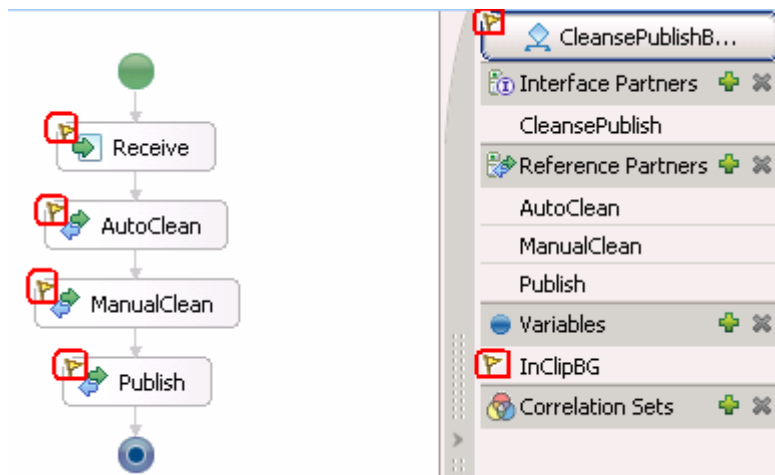 Receive
AutoClean
ManualClean
Publish
CleansePublishB...
Interface Partners
CleansePublish
Reference Partners
AutoClean
ManualClean
Publish
Variables
InClipBG
Correlation Sets